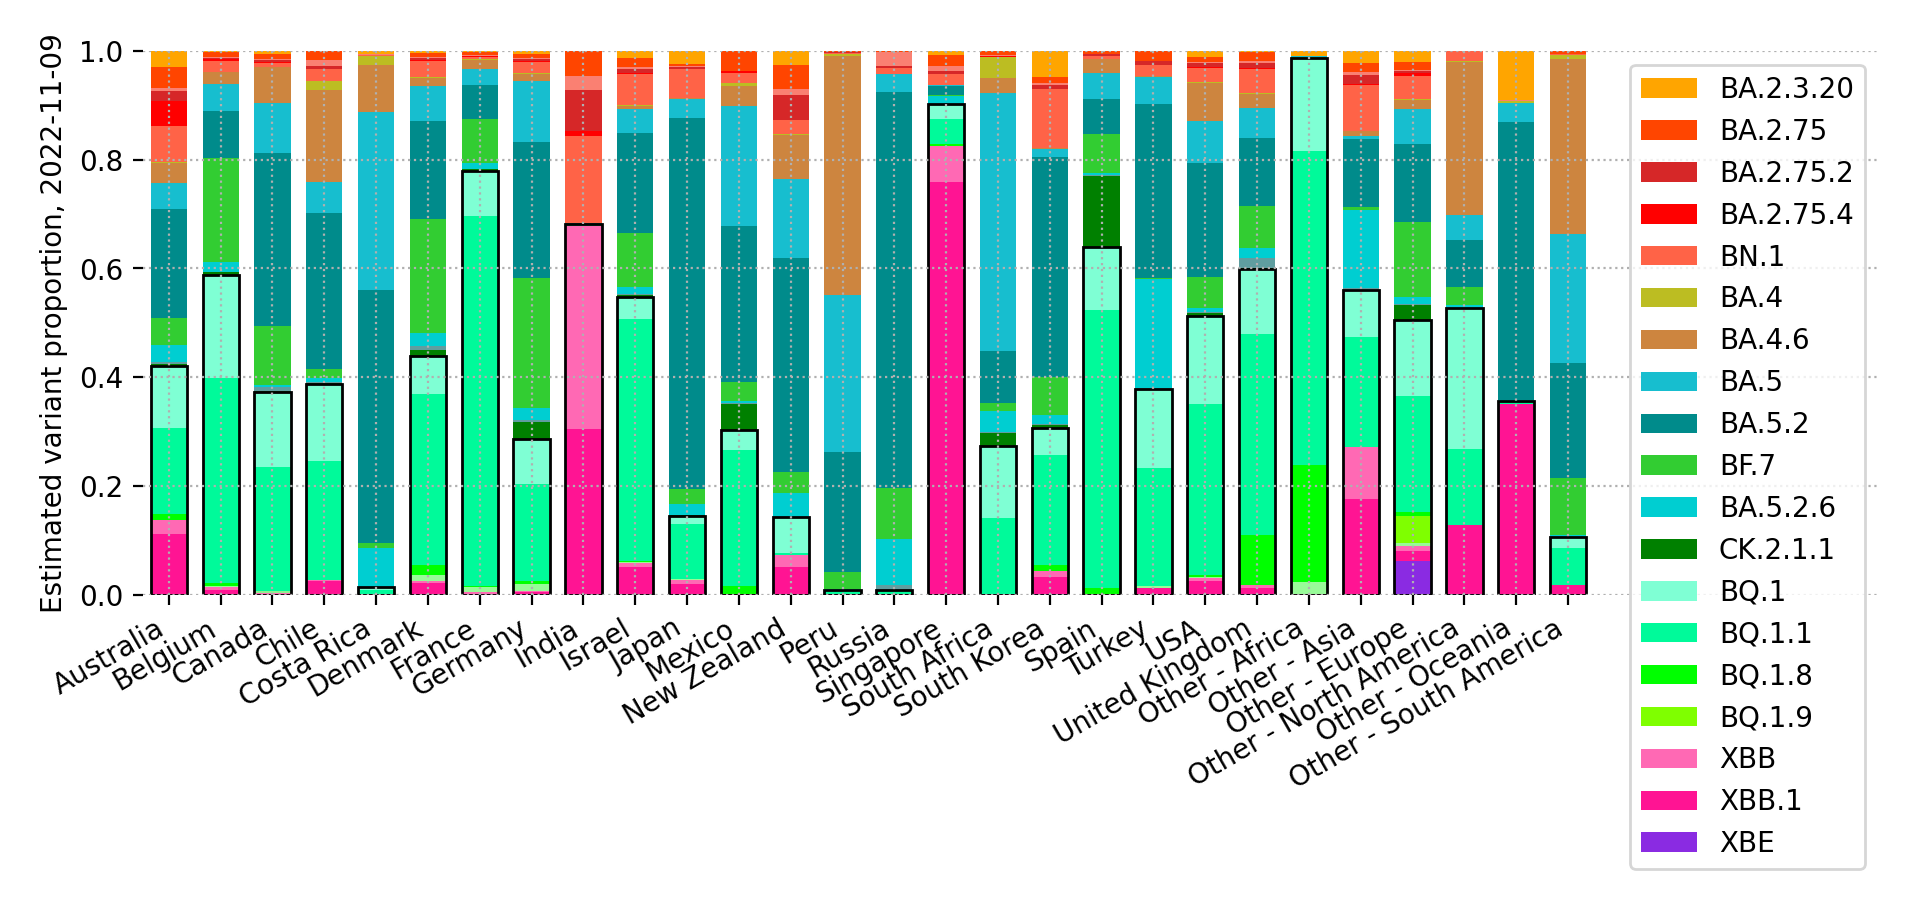 Estimated variant proportion, 2022-11-09
1.0
0.8
0.6
0.4
0.2
0.0
Australia
Belgium
Canada
Chile
Costa Rica
Denmark
France
Germany
India
Israel
Japan
Mexico
New Zealand
Peru
Russia
Singapore
South Africa
South Korea
Spain
Turkey
USA
United Kingdom
Other - Africa
Other - Asia
Other - Europe
Other - North America
Other - Oceania
Other - South America
BA.2.3.20
BA.2.75
BA.2.75.2
BA.2.75.4
BN.1
BA.4
BA.4.6
BA.5
BA.5.2
BF.7
BA.5.2.6
CK.2.1.1
BQ.1
BQ.1.1
BQ.1.8
BQ.1.9
XBB
XBB.1
XBE